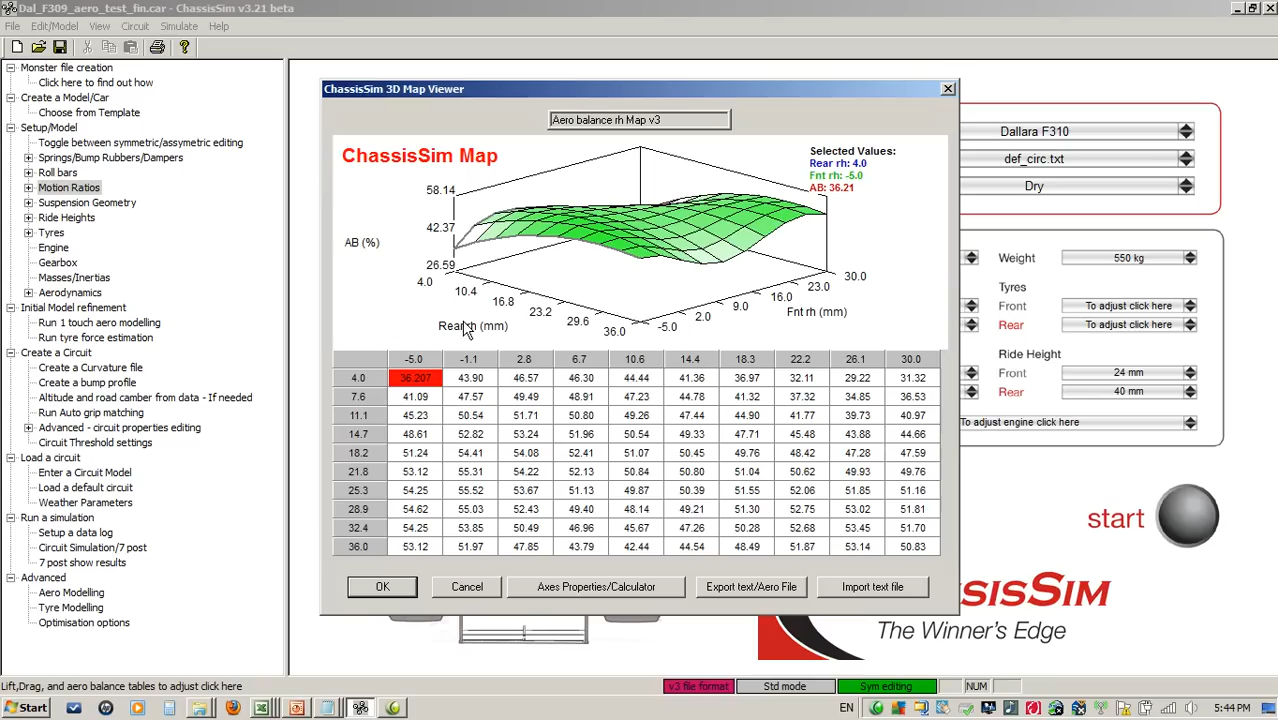 Dal_F309_aero_test_fin.car - ChassisSim v3.21 beta
File Edit/Model View Circuit Simulate Help
Monster file creation
Click here to find out how
Create a Model/Car
Choose from Template
Setup/Model
Toggle between symmetric/assymetric editing
Springs/Bump Rubbers/Dampers
Roll bars
Motion Ratios
Suspension Geometry
Ride Heights
Tyres
Engine
Gearbox
Masses/Inertias
Aerodynamics
Initial Model refinement
Run 1 touch aero modelling
Run tyre force estimation
Create a Circuit
Create a Curvature file
Create a bump profile
Altitude and road camber from data - If needed
Run Auto grip matching
Advanced - circuit properties editing
Circuit Threshold settings
Load a circuit
Enter a Circuit Model
Load a default circuit
Weather Parameters
Run a simulation
Setup a data log
Circuit Simulation/7 post
7 post show results
Advanced
Aero Modelling
Tyre Modelling
Optimisation options
ChassisSim 3D Map Viewer
Aero balance rh Map v3
ChassisSim Map
Selected Values:
Rear rh: 4.0
Fnt rh: -5.0
AB: 36.21
58.14
42.37
26.59
AB (%)
4.0
10.4
16.8
23.2
29.6
36.0
Rear rh (mm)
-5.0
2.0
9.0
16.0
23.0
30.0
Fnt rh (mm)
-5.0 -1.1 2.8 6.7 10.6 14.4 18.3 22.2 26.1 30.0
4.0 36.207 43.90 46.57 46.30 44.44 41.36 36.97 32.11 29.22 31.32
7.6 41.09 47.57 49.49 48.91 47.23 44.78 41.32 37.32 34.85 36.53
11.1 45.23 50.54 51.71 50.80 49.26 47.44 44.90 41.77 39.73 40.97
14.7 48.61 52.82 53.24 51.96 50.54 49.33 47.71 45.48 43.88 44.66
18.2 51.24 54.41 54.08 52.41 51.07 50.45 49.76 48.42 47.28 47.59
21.8 53.12 55.31 54.22 52.13 50.84 50.80 51.04 50.62 49.93 49.76
25.3 54.25 55.52 53.67 51.13 49.87 50.39 51.55 52.06 51.85 51.16
28.9 54.62 55.03 52.43 49.40 48.14 49.21 51.30 52.75 53.02 51.81
32.4 54.25 53.85 50.49 46.96 45.67 47.26 50.28 52.68 53.45 51.70
36.0 53.12 51.97 47.85 43.79 42.44 44.54 48.49 51.87 53.14 50.83
OK Cancel Axes Properties/Calculator Export text/Aero File Import text file
Dallara F310
def_circ.txt
Dry
Weight 550 kg
Tyres
Front To adjust click here
Rear To adjust click here
Ride Height
Front 24 mm
Rear 40 mm
To adjust engine click here
start
assisSim
The Winner's Edge
Lift,Drag, and aero balance tables to adjust click here
v3 file format Std mode Sym editing NUM
Start EN 5:44 PM